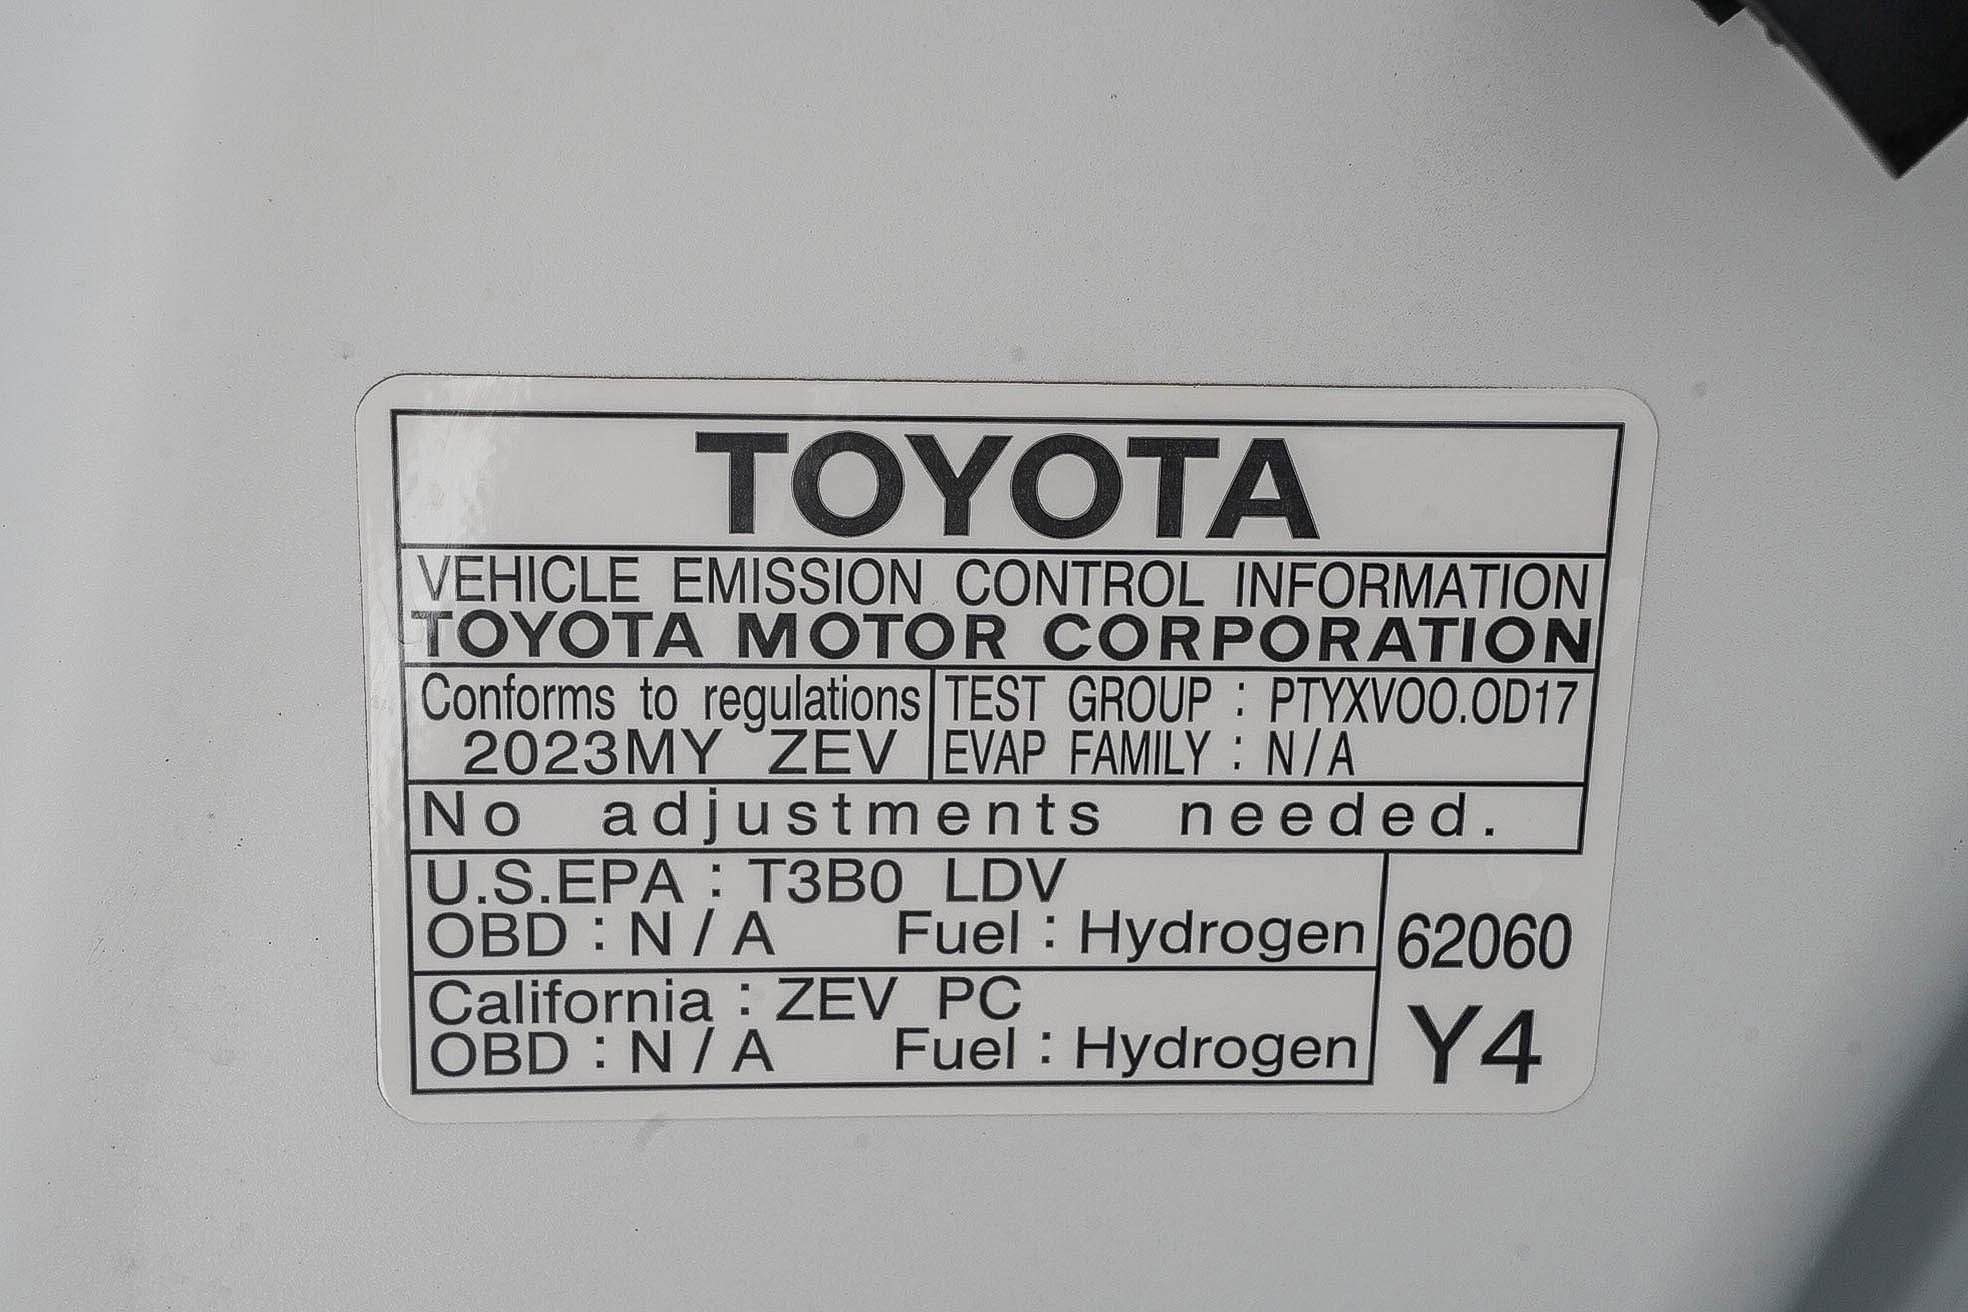 TOYOTA
VEHICLE EMISSION CONTROL INFORMATION
TOYOTA MOTOR CORPORATION
Conforms to regulations
2023MY ZEV
TEST GROUP : PTYXV00.0D17
EVAP FAMILY : N/A
No adjustments needed.
U.S.EPA : T3B0 LDV
OBD : N/A Fuel : Hydrogen
California : ZEV PC
OBD : N/A Fuel : Hydrogen
62060
Y4